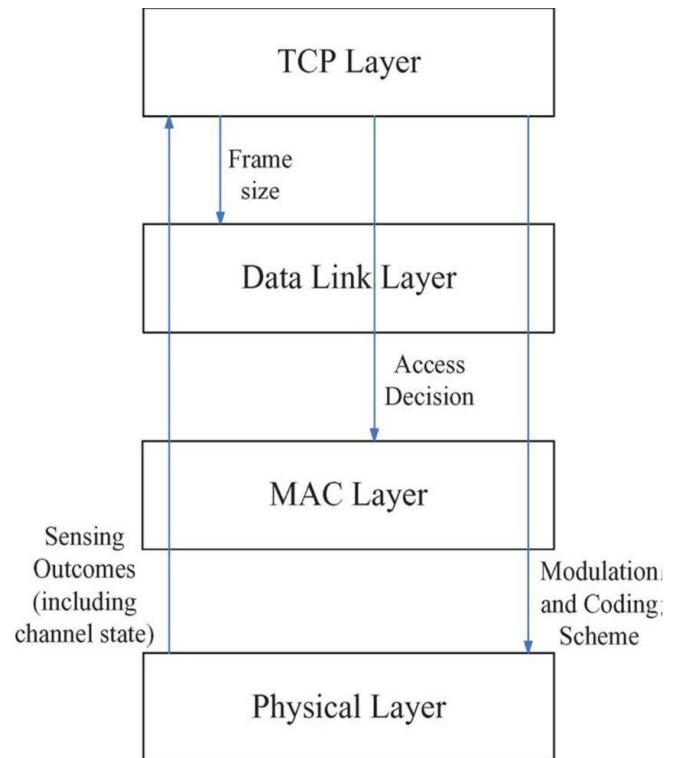 TCP Layer
Frame
size
Data Link Layer
Access
Decision
MAC Layer
Sensing
Outcomes
(including
channel state)
Modulation
and Coding
Scheme
Physical Layer